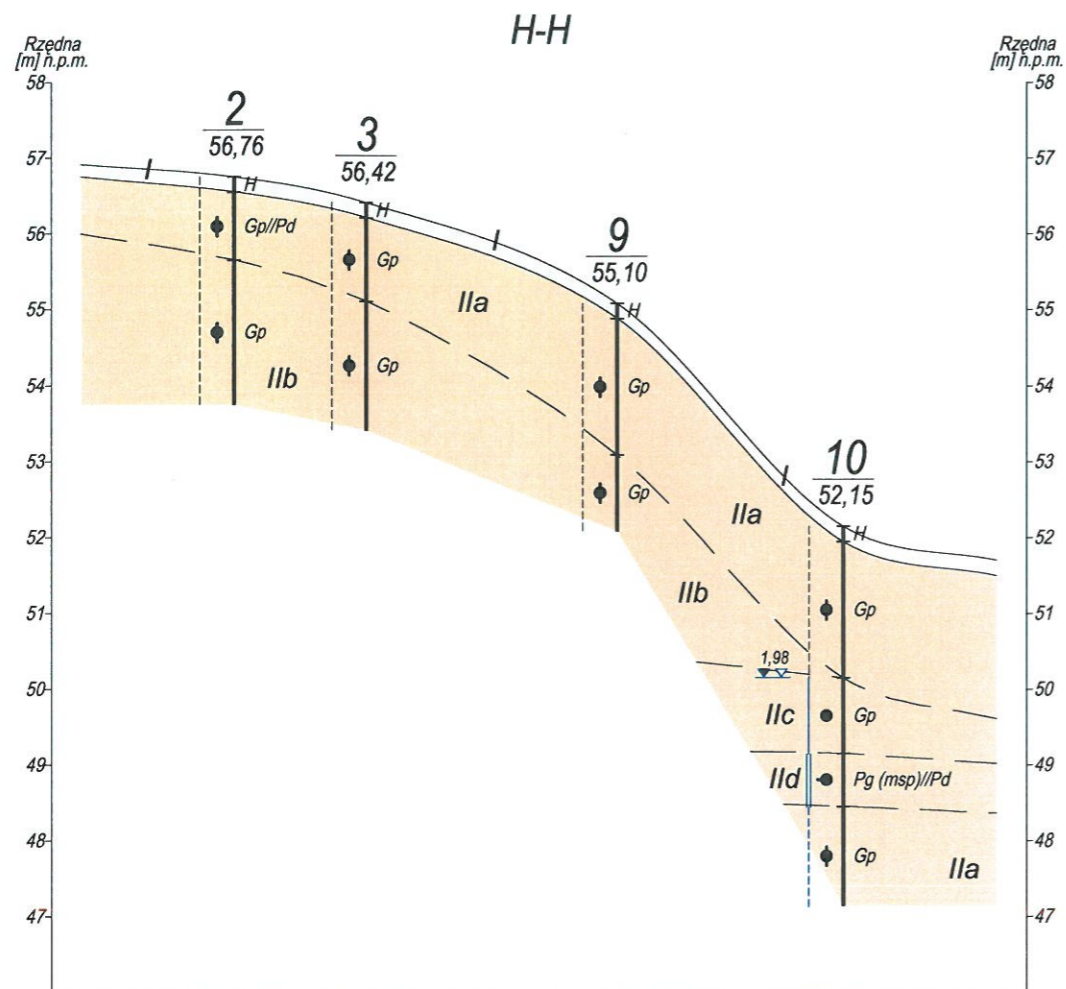 H-H
Rzędna
[m] n.p.m.
Rzędna
[m] n.p.m.
58
57
56
55
54
53
52
51
50
49
48
47
58
57
56
55
54
53
52
51
50
49
48
47
2
56,76
3
56,42
9
55,10
10
52,15
I
H
H
I
H
I
H
Gp//Pd
Gp
IIb
Gp
Gp
IIa
Gp
Gp
IIa
IIb
1,98
IIc
IId
Gp
Gp
Pg (msp)//Pd
Gp
IIa